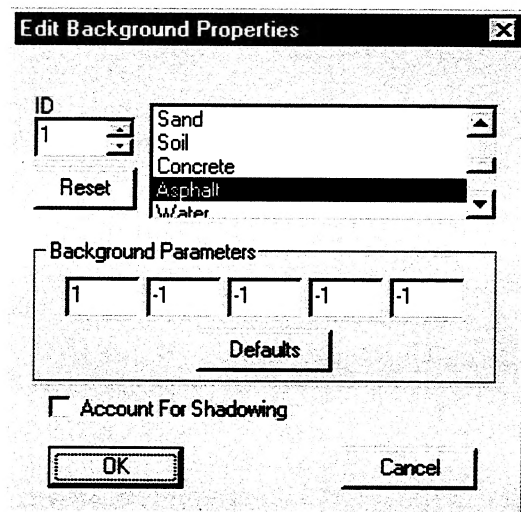 Edit Background Properties
ID
1
Sand
Soil
Concrete
Asphalt
Water
Reset
Background Parameters
1 -1 -1 -1 -1
Defaults
Account For Shadowing
OK Cancel